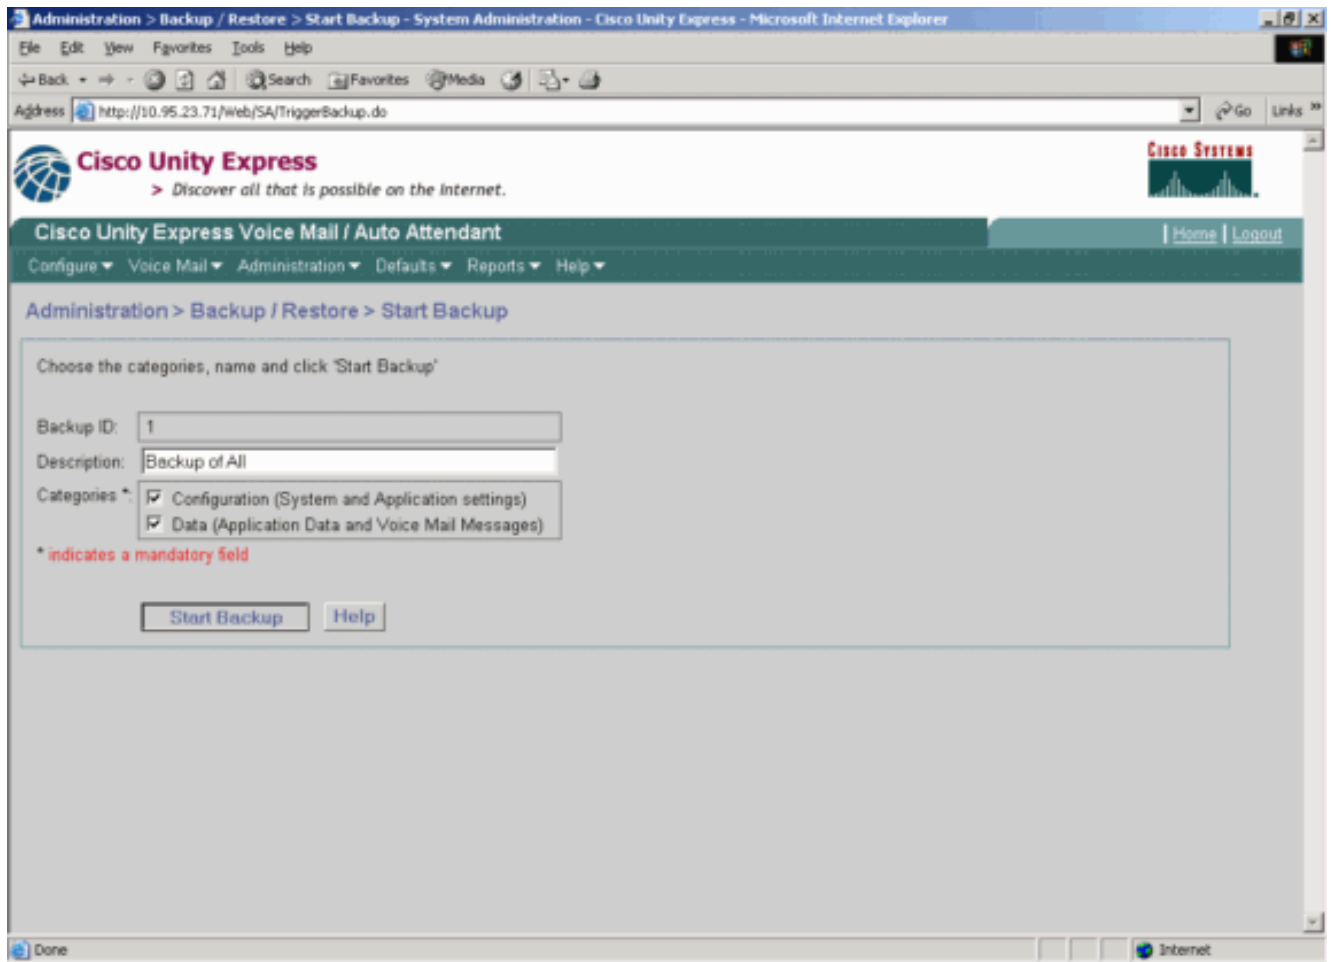 Administration > Backup / Restore > Start Backup - System Administration - Cisco Unity Express - Microsoft Internet Explorer
File Edit View Favorites Tools Help
Back Search Favorites Media
Address http://10.95.23.71/Web/SA/TriggerBackup.do Go Links »
Cisco Unity Express
> Discover all that is possible on the Internet.
CISCO SYSTEMS
Cisco Unity Express Voice Mail / Auto Attendant
| Home | Logout
Configure Voice Mail Administration Defaults Reports Help
Administration > Backup / Restore > Start Backup
Choose the categories, name and click 'Start Backup'
Backup ID: 1
Description: Backup of All
Categories *: Configuration (System and Application settings)
Data (Application Data and Voice Mail Messages)
* indicates a mandatory field
Start Backup Help
Done Internet